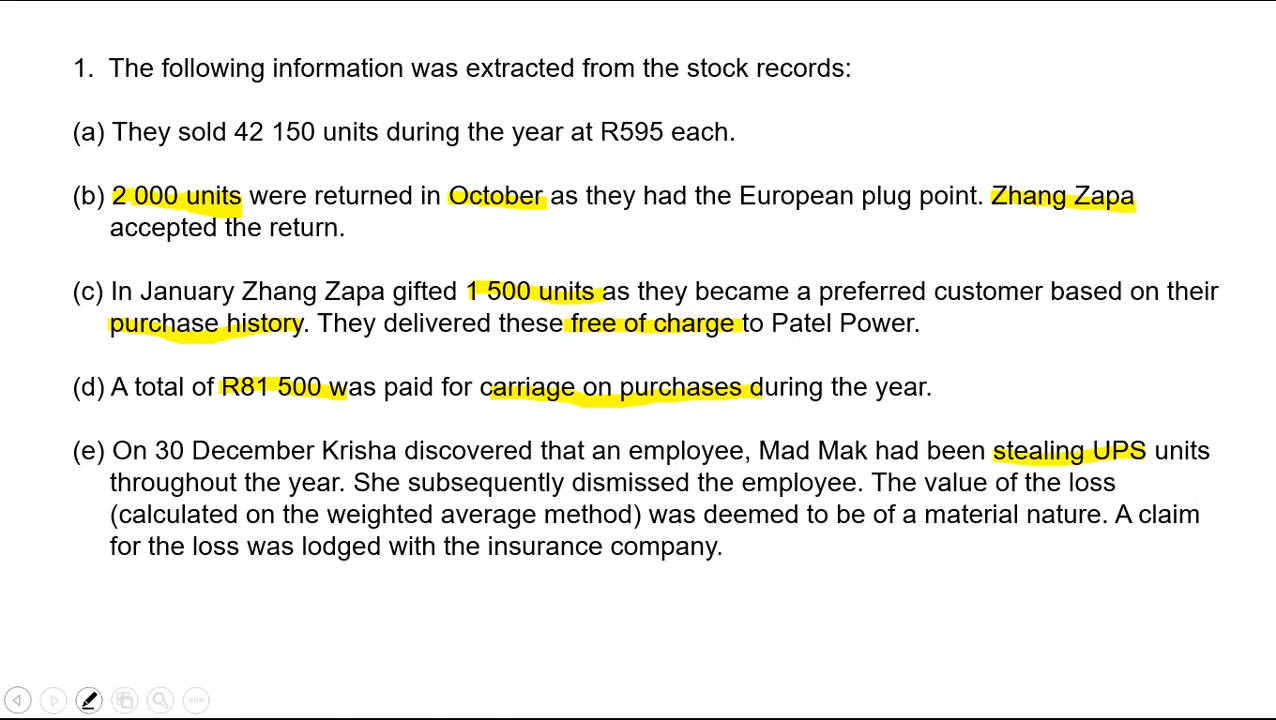 1. The following information was extracted from the stock records:
(a) They sold 42 150 units during the year at R595 each.
(b) 2 000 units were returned in October as they had the European plug point. Zhang Zapa
accepted the return.
(c) In January Zhang Zapa gifted 1 500 units as they became a preferred customer based on their
purchase history. They delivered these free of charge to Patel Power.
(d) A total of R81 500 was paid for carriage on purchases during the year.
(e) On 30 December Krisha discovered that an employee, Mad Mak had been stealing UPS units
throughout the year. She subsequently dismissed the employee. The value of the loss
(calculated on the weighted average method) was deemed to be of a material nature. A claim
for the loss was lodged with the insurance company.